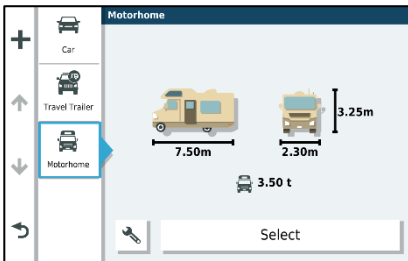 Motorhome
Car
Travel Trailer
Motorhome
3.25m
7.50m
2.30m
3.50 t
Select